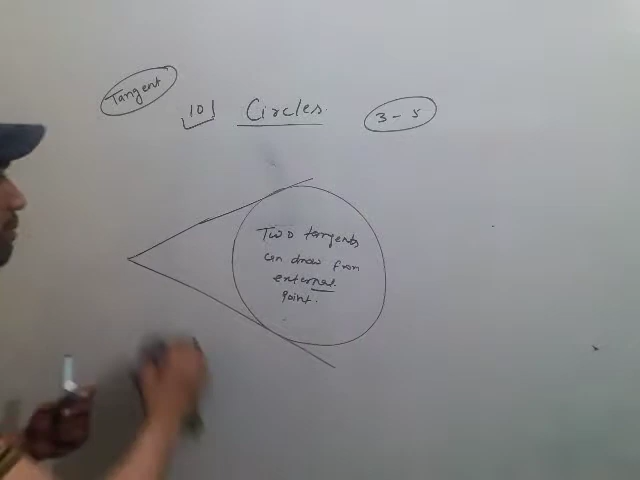 Tangent
10 Circles
3 - 5
Two tangents
can draw from
external
point.